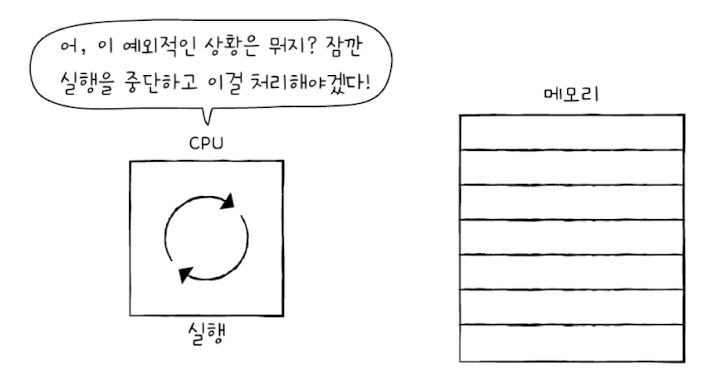 어, 이 예외적인 상황은 뭐지? 잠깐
실행을 중단하고 이걸 처리해야겠다!
CPU
메모리
실행